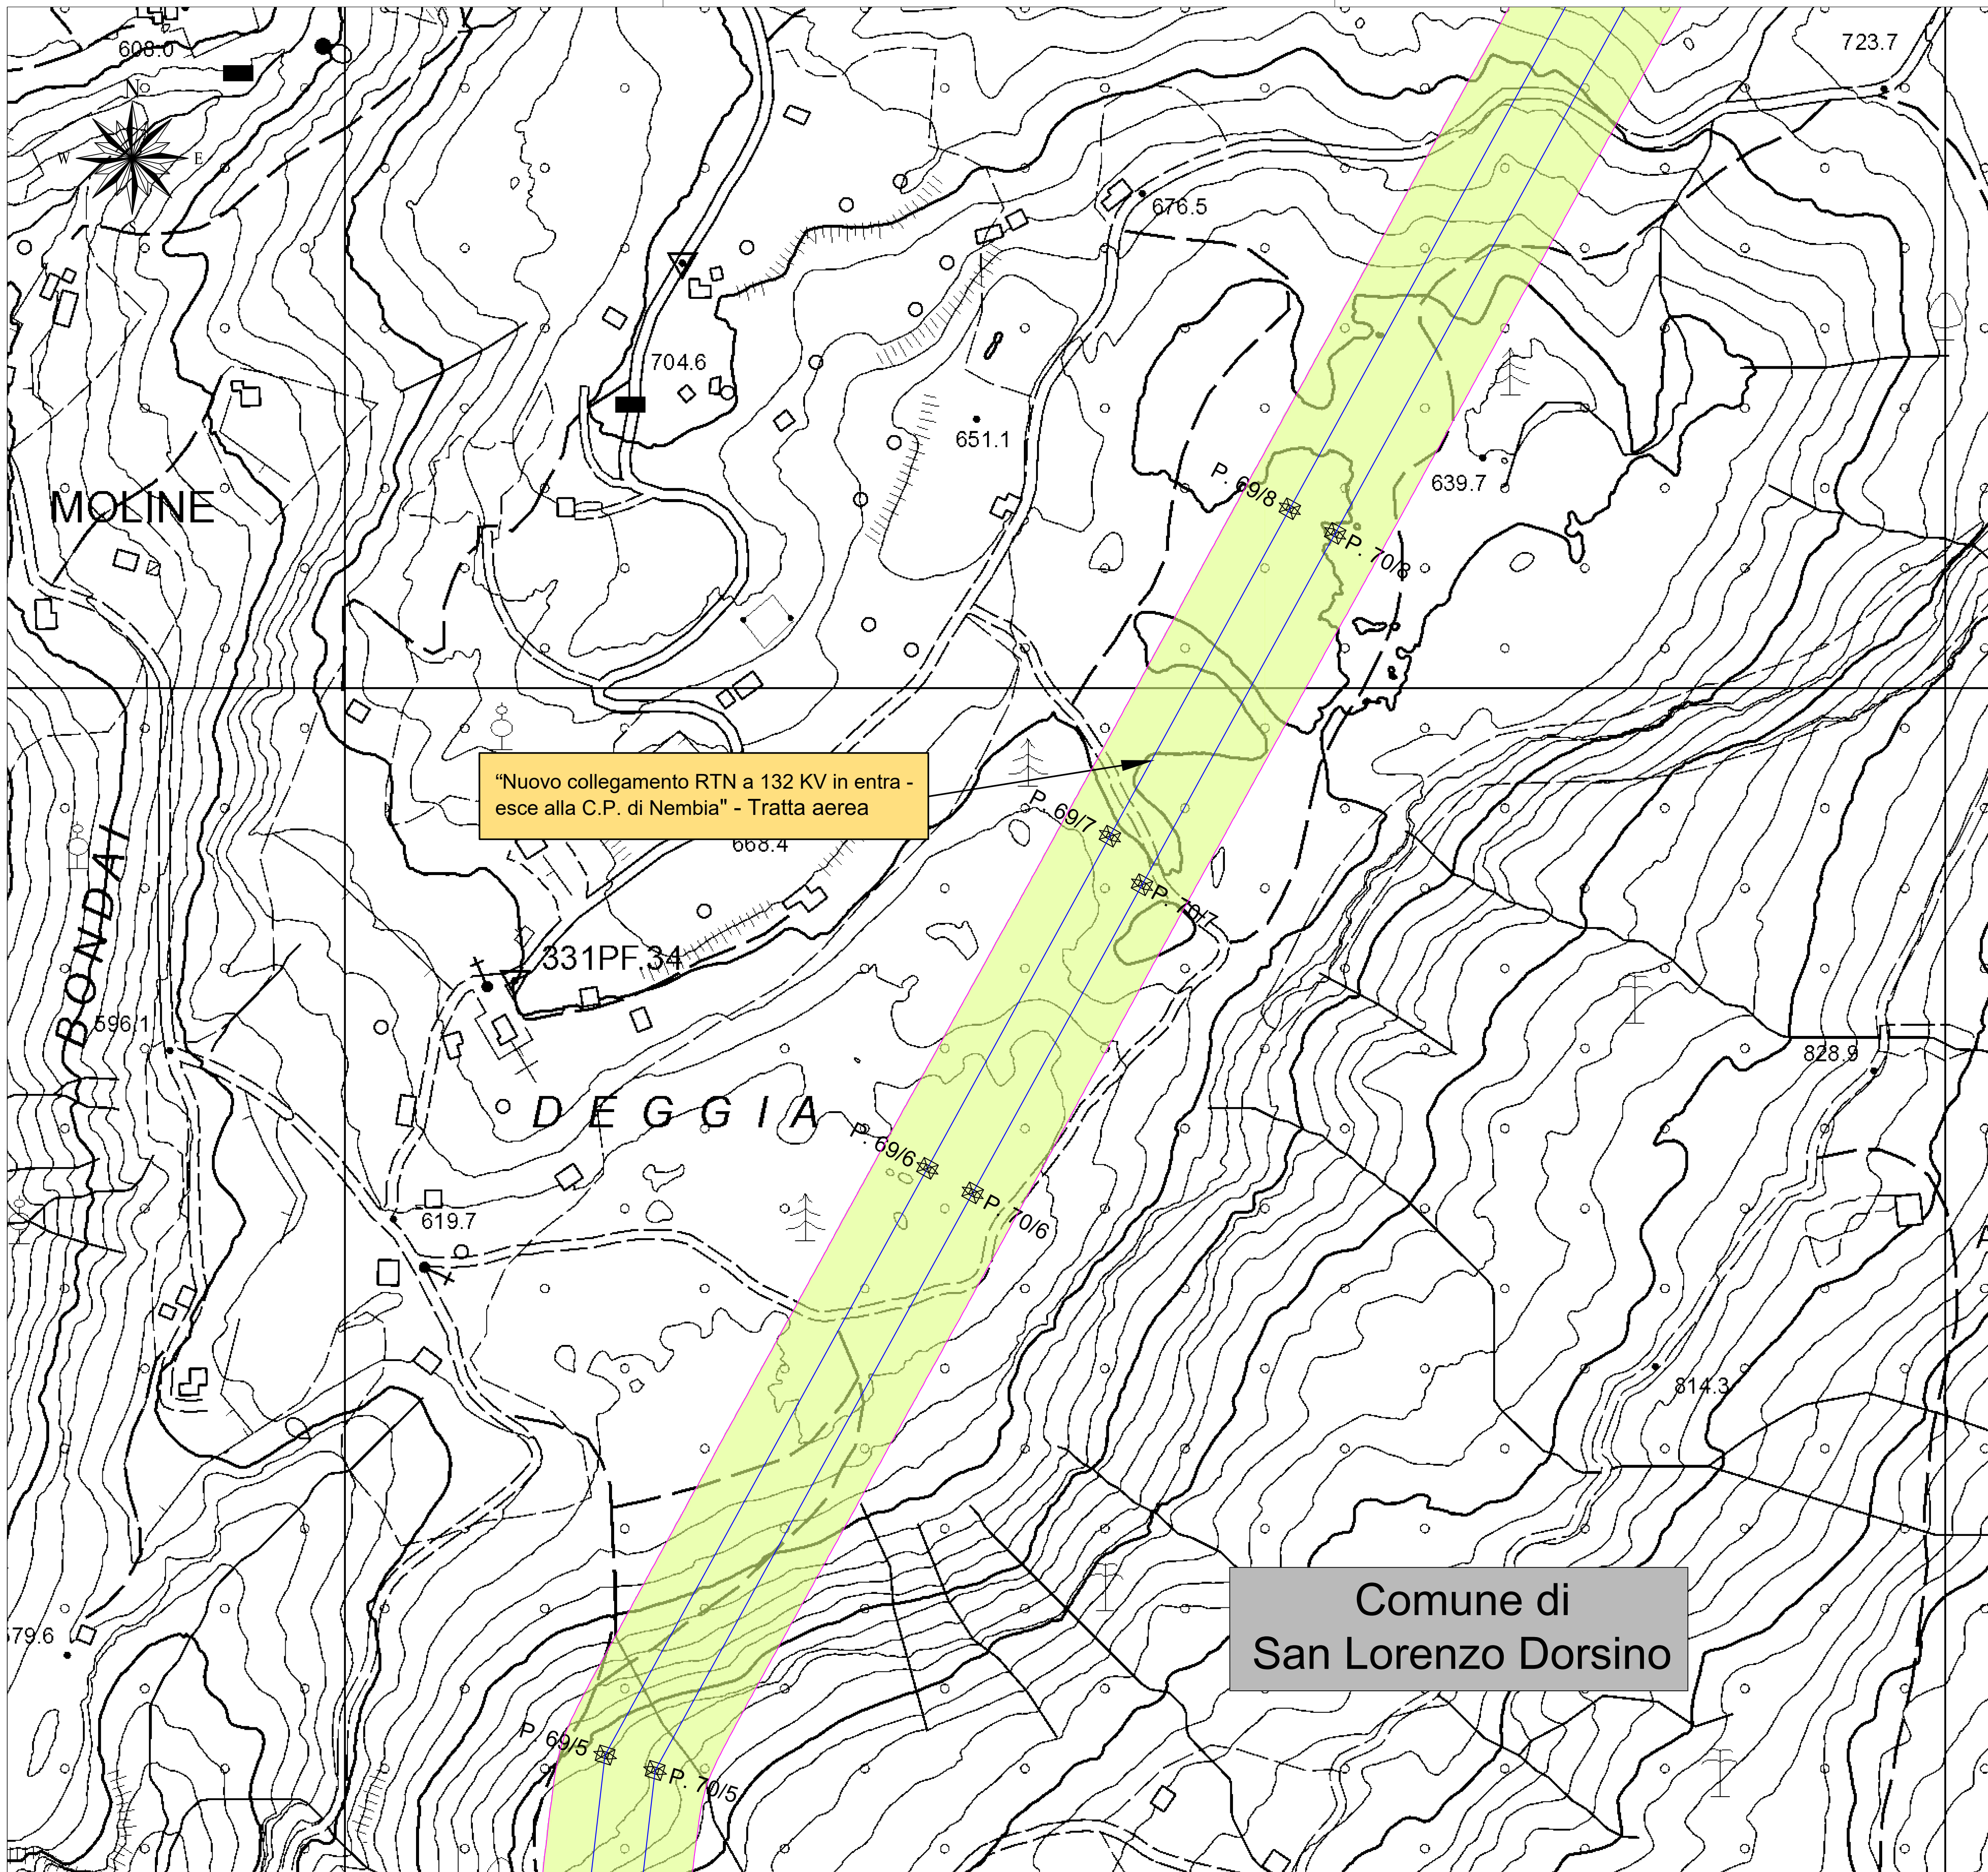 608.0
723.7
N
W
E
676.5
704.6
651.1
P. 69/8
639.7
MOLINE
P. 70/8
“Nuovo collegamento RTN a 132 KV in entra -
esce alla C.P. di Nembia" - Tratta aerea
P. 69/7
668.4
BONDAI
P. 70/7
331PF.34
596.1
828.9
DEGGIA
P. 69/6
P. 70/6
619.7
814.3
Comune di
San Lorenzo Dorsino
579.6
P. 69/5
P. 70/5